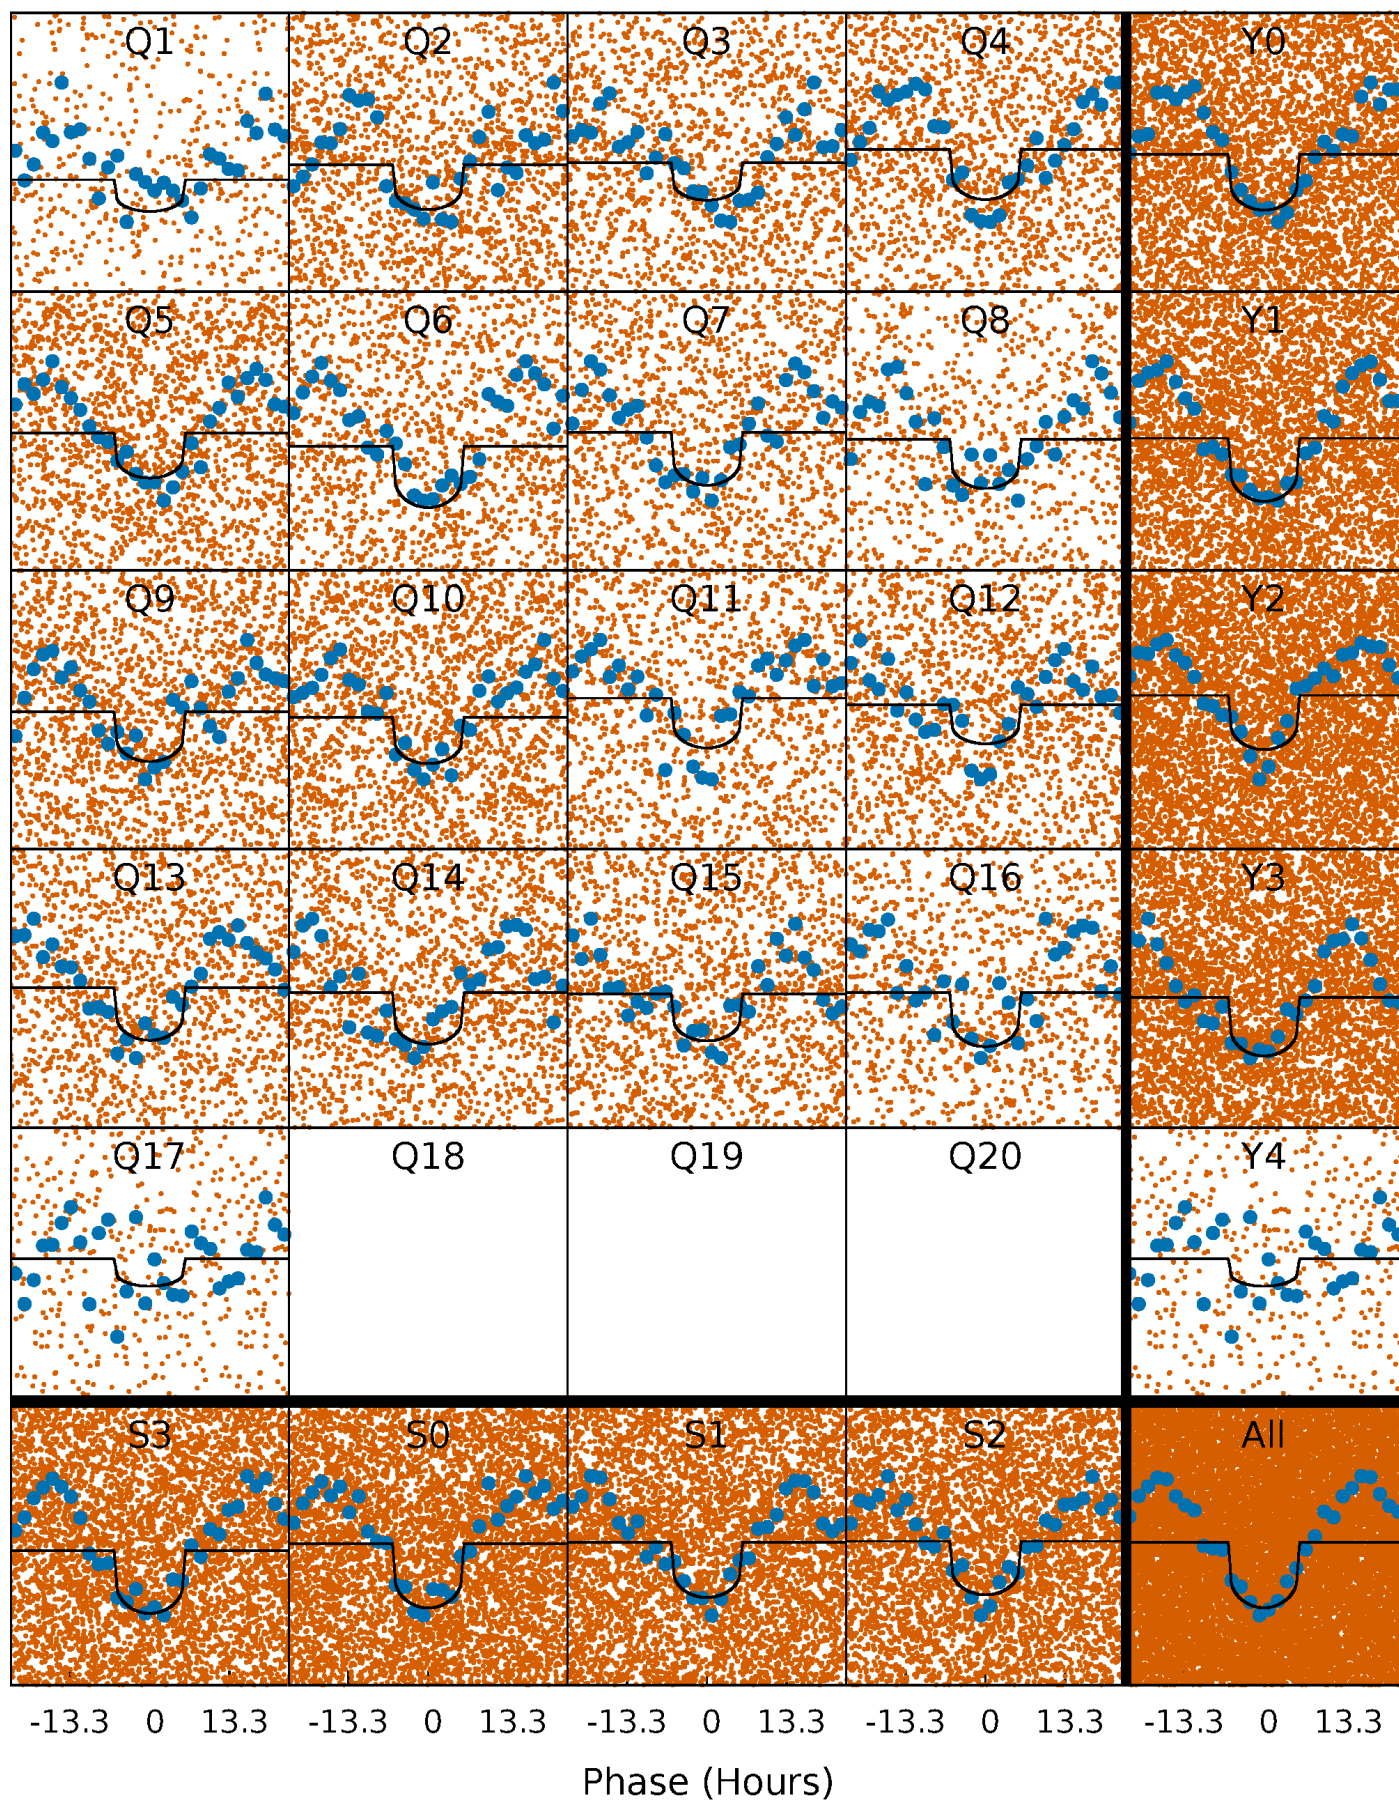 Q1 Q2 Q3 Q4 Y0
Q5 Q6 Q7 Q8 Y1
Q9 Q10 Q11 Q12 Y2
Q13 Q14 Q15 Q16 Y3
Q17 Q18 Q19 Q20 Y4
S3 S0 S1 S2 All
-13.3 0 13.3 -13.3 0 13.3 -13.3 0 13.3 -13.3 0 13.3 -13.3 0 13.3
Phase (Hours)